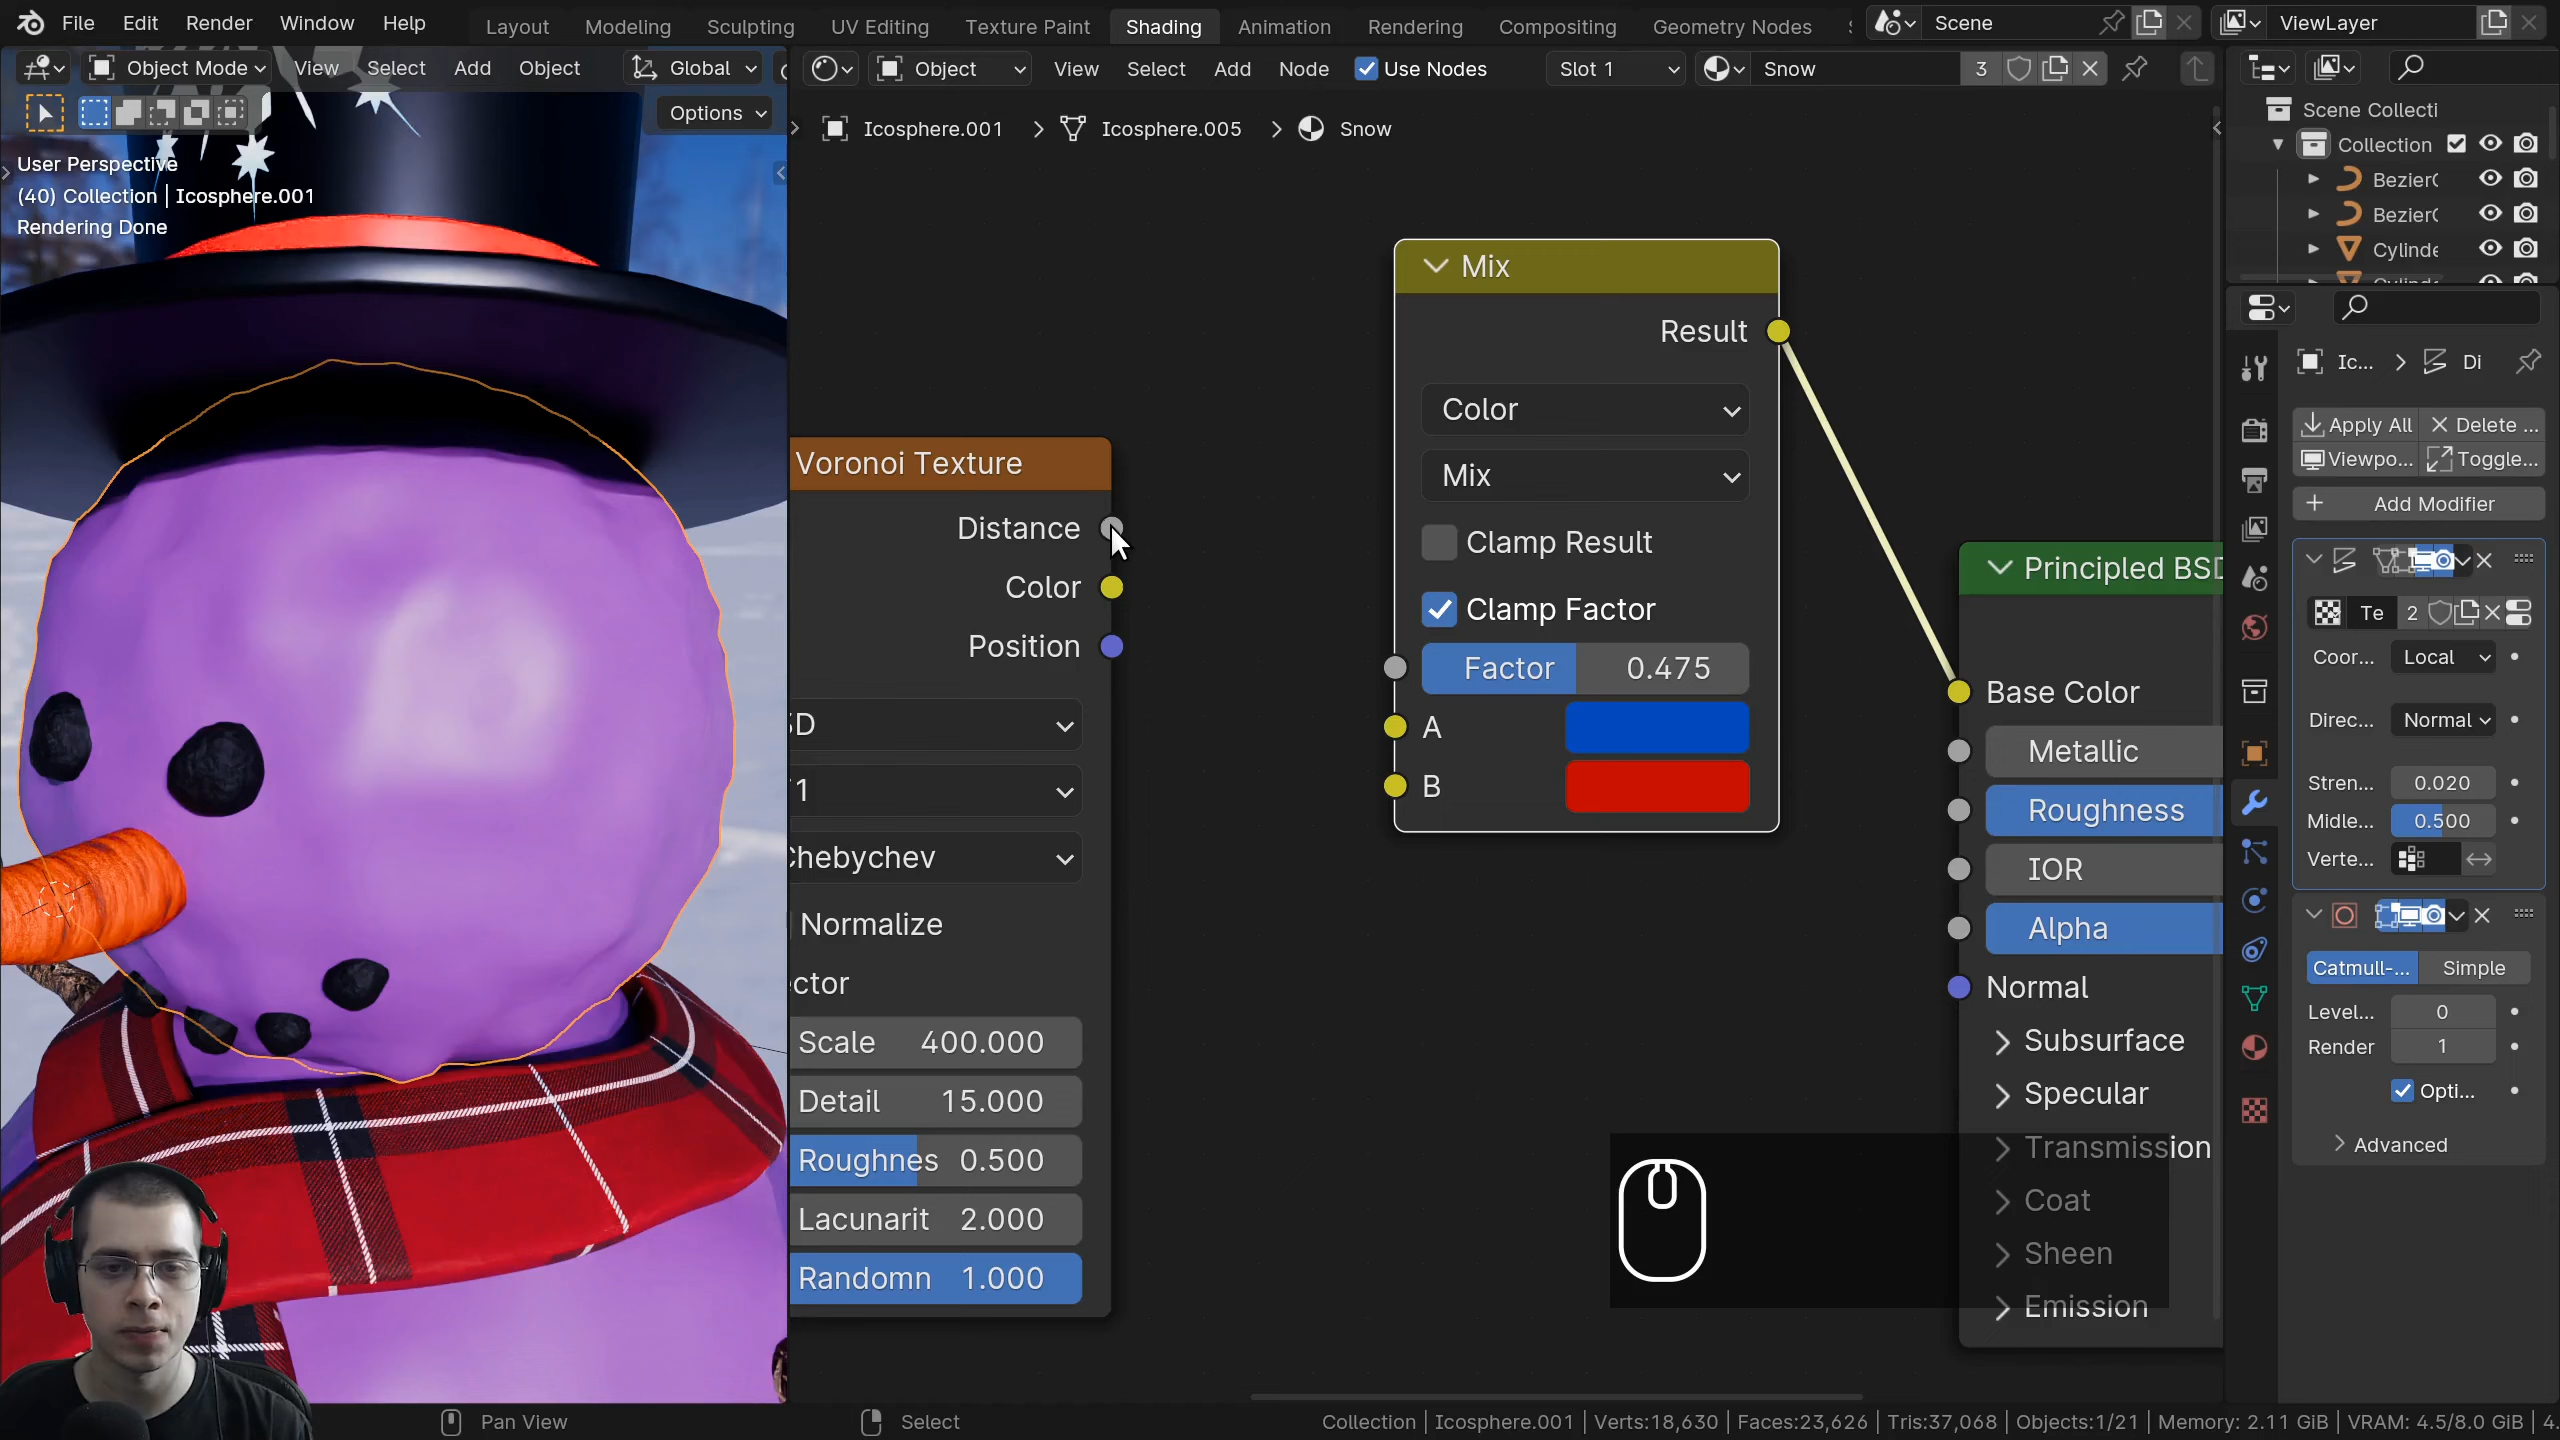 File Edit Render Window Help
Layout Modeling Sculpting UV Editing Texture Paint Shading Animation Rendering Compositing Geometry Nodes
Scene
ViewLayer
Object Mode View Select Add Object Global
Object View Select Add Node Use Nodes Slot 1 Snow 3
Options
Icosphere.001 Icosphere.005 Snow
User Perspective
(40) Collection | Icosphere.001
Rendering Done
Scene Collecti
Collection
Bezier
Bezier
Cylinde
Mix
Result
Color
Mix
Clamp Result
Clamp Factor
Factor 0.475
A
B
Voronoi Texture
Distance
Color
Position
Chebychev
Normalize
ctor
Scale 400.000
Detail 15.000
Roughnes 0.500
Lacunarit 2.000
Randomn 1.000
Principled BSD
Base Color
Metallic
Roughness
IOR
Alpha
Normal
Subsurface
Specular
Transmission
Coat
Sheen
Emission
Ic... Di
Apply All Delete ...
Viewpo... Toggle...
Add Modifier
Te 2
Coor... Local
Direc... Normal
Stren... 0.020
Midle... 0.500
Verte...
Catmull-... Simple
Level... 0
Render 1
Opti...
Advanced
Pan View
Select
Collection | Icosphere.001 | Verts:18,630 | Faces:23,626 | Tris:37,068 | Objects:1/21 | Memory: 2.11 GiB | VRAM: 4.5/8.0 GiB | 4.